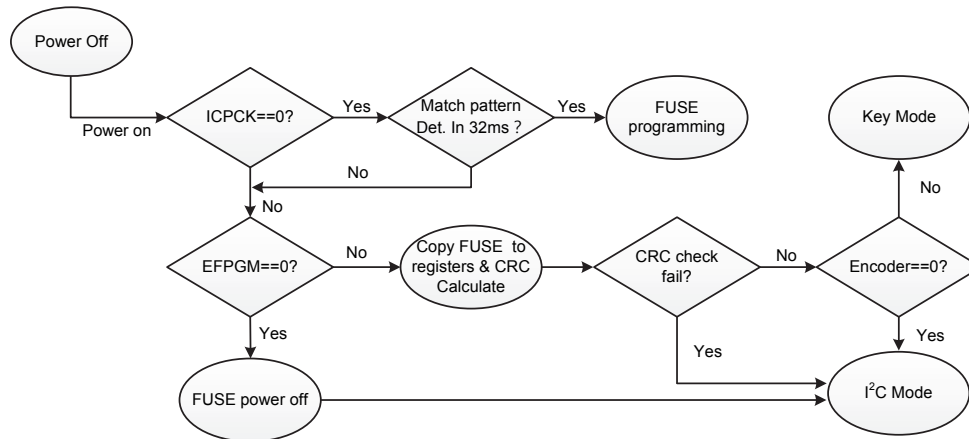 Power Off
Power on
ICPCK==0?
Yes
Match pattern
Det. In 32ms ?
Yes
FUSE
programming
Key Mode
No
No
No
EFPGM==0?
No
Copy FUSE to
registers & CRC
Calculate
CRC check
fail?
No
Encoder==0?
Yes
Yes
Yes
FUSE power off
I²C Mode